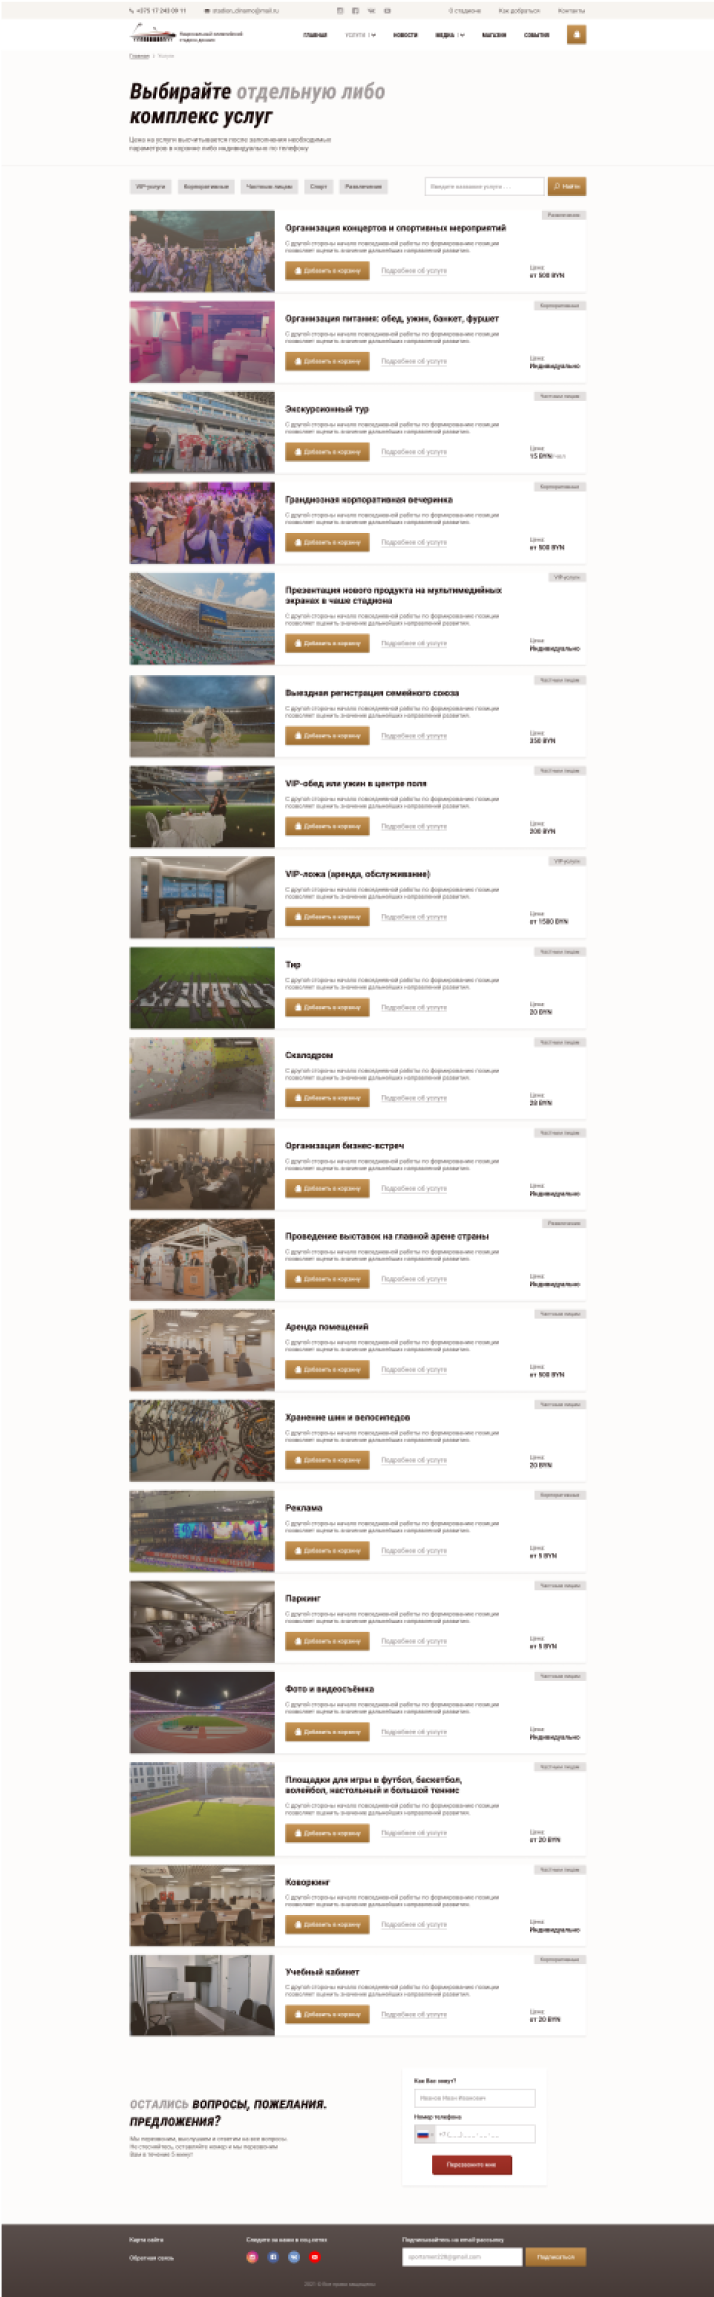 +375 17 243 09 11
stadion_dinamo@mail.ru
О стадионе
Как добраться
Контакты
Национальный олимпийский
стадион Динамо
ГЛАВНАЯ
УСЛУГИ
НОВОСТИ
МЕДИА
МАГАЗИН
СОБЫТИЯ
Главная / Услуги
Выбирайте отдельную либо
комплекс услуг
Цена на услуги высчитывается после заполнения необходимых
параметров в корзине либо индивидуально по телефону
VIP-услуги
Корпоративные
Частным лицам
Спорт
Развлечения
Введите название услуги . . .
Найти
Развлечения
Организация концертов и спортивных мероприятий
С другой стороны начало повседневной работы по формированию позиции
позволяет оценить значение дальнейших направлений развития.
Добавить в корзину
Подробнее об услуге
Цена:
от 500 BYN
Корпоративные
Организация питания: обед, ужин, банкет, фуршет
С другой стороны начало повседневной работы по формированию позиции
позволяет оценить значение дальнейших направлений развития.
Добавить в корзину
Подробнее об услуге
Цена:
Индивидуально
Частным лицам
Экскурсионный тур
С другой стороны начало повседневной работы по формированию позиции
позволяет оценить значение дальнейших направлений развития.
Добавить в корзину
Подробнее об услуге
Цена:
15 BYN/ чел
Корпоративные
Грандиозная корпоративная вечеринка
С другой стороны начало повседневной работы по формированию позиции
позволяет оценить значение дальнейших направлений развития.
Добавить в корзину
Подробнее об услуге
Цена:
от 500 BYN
VIP-услуги
Презентация нового продукта на мультимедийных
экранах в чаше стадиона
С другой стороны начало повседневной работы по формированию позиции
позволяет оценить значение дальнейших направлений развития.
Добавить в корзину
Подробнее об услуге
Цена:
Индивидуально
Частным лицам
Выездная регистрация семейного союза
С другой стороны начало повседневной работы по формированию позиции
позволяет оценить значение дальнейших направлений развития.
Добавить в корзину
Подробнее об услуге
Цена:
350 BYN
Частным лицам
VIP-обед или ужин в центре поля
С другой стороны начало повседневной работы по формированию позиции
позволяет оценить значение дальнейших направлений развития.
Добавить в корзину
Подробнее об услуге
Цена:
200 BYN
VIP-услуги
VIP-ложа (аренда, обслуживание)
С другой стороны начало повседневной работы по формированию позиции
позволяет оценить значение дальнейших направлений развития.
Добавить в корзину
Подробнее об услуге
Цена:
от 1500 BYN
Частным лицам
Тир
С другой стороны начало повседневной работы по формированию позиции
позволяет оценить значение дальнейших направлений развития.
Добавить в корзину
Подробнее об услуге
Цена:
20 BYN
Частным лицам
Скалодром
С другой стороны начало повседневной работы по формированию позиции
позволяет оценить значение дальнейших направлений развития.
Добавить в корзину
Подробнее об услуге
Цена:
28 BYN
Частным лицам
Организация бизнес-встреч
С другой стороны начало повседневной работы по формированию позиции
позволяет оценить значение дальнейших направлений развития.
Добавить в корзину
Подробнее об услуге
Цена:
Индивидуально
Развлечения
Проведение выставок на главной арене страны
С другой стороны начало повседневной работы по формированию позиции
позволяет оценить значение дальнейших направлений развития.
Добавить в корзину
Подробнее об услуге
Цена:
Индивидуально
Частным лицам
Аренда помещений
С другой стороны начало повседневной работы по формированию позиции
позволяет оценить значение дальнейших направлений развития.
Добавить в корзину
Подробнее об услуге
Цена:
от 500 BYN
Частным лицам
Хранение шин и велосипедов
С другой стороны начало повседневной работы по формированию позиции
позволяет оценить значение дальнейших направлений развития.
Добавить в корзину
Подробнее об услуге
Цена:
20 BYN
Корпоративные
Реклама
С другой стороны начало повседневной работы по формированию позиции
позволяет оценить значение дальнейших направлений развития.
Добавить в корзину
Подробнее об услуге
Цена:
от 5 BYN
Частным лицам
Паркинг
С другой стороны начало повседневной работы по формированию позиции
позволяет оценить значение дальнейших направлений развития.
Добавить в корзину
Подробнее об услуге
Цена:
от 5 BYN
Частным лицам
Фото и видеосъёмка
С другой стороны начало повседневной работы по формированию позиции
позволяет оценить значение дальнейших направлений развития.
Добавить в корзину
Подробнее об услуге
Цена:
Индивидуально
Частным лицам
Площадки для игры в футбол, баскетбол,
волейбол, настольный и большой теннис
С другой стороны начало повседневной работы по формированию позиции
позволяет оценить значение дальнейших направлений развития.
Добавить в корзину
Подробнее об услуге
Цена:
от 20 BYN
Частным лицам
Коворкинг
С другой стороны начало повседневной работы по формированию позиции
позволяет оценить значение дальнейших направлений развития.
Добавить в корзину
Подробнее об услуге
Цена:
Индивидуально
Корпоративные
Учебный кабинет
С другой стороны начало повседневной работы по формированию позиции
позволяет оценить значение дальнейших направлений развития.
Добавить в корзину
Подробнее об услуге
Цена:
от 20 BYN
ОСТАЛИСЬ ВОПРОСЫ, ПОЖЕЛАНИЯ.
ПРЕДЛОЖЕНИЯ?
Мы перезвоним, выслушаем и ответим на все вопросы.
Не стесняйтесь, оставляйте номер и мы перезвоним
Вам в течение 5 минут!
Как Вас зовут?
Иванов Иван Иванович
Номер телефона
+7 (_ _ _) _ _ _ - _ _ - _ _
Перезвоните мне
Карта сайта
Обратная связь
Следите за нами в соц.сетях
Подписывайтесь на email-рассылку
sportsmen228@gmail.com
Подписаться
2021 © Все права защищены